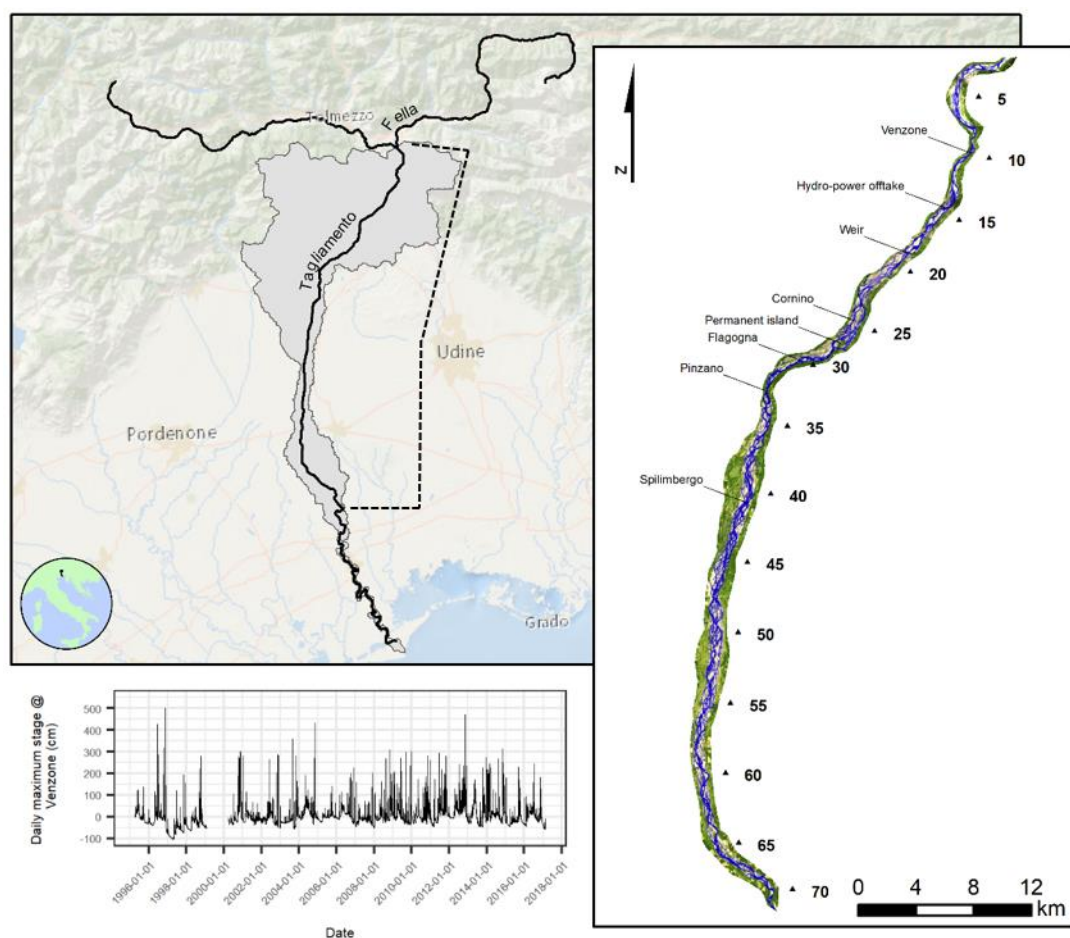 Tolmezzo
Fella
Tagliamento
Udine
Pordenone
Grado
N
5
Venzone
10
Hydro-power offtake
15
Weir
20
Cornino
25
Permanent island
Flagogna
30
Pinzano
35
40
Spilimbergo
45
50
55
60
65
70
0 4 8 12
km
Daily maximum stage @
Venzone (cm)
500
400
300
200
100
0
-100
1996-01-01
1998-01-01
2000-01-01
2002-01-01
2004-01-01
2006-01-01
2008-01-01
2010-01-01
2012-01-01
2014-01-01
2016-01-01
2018-01-01
Date